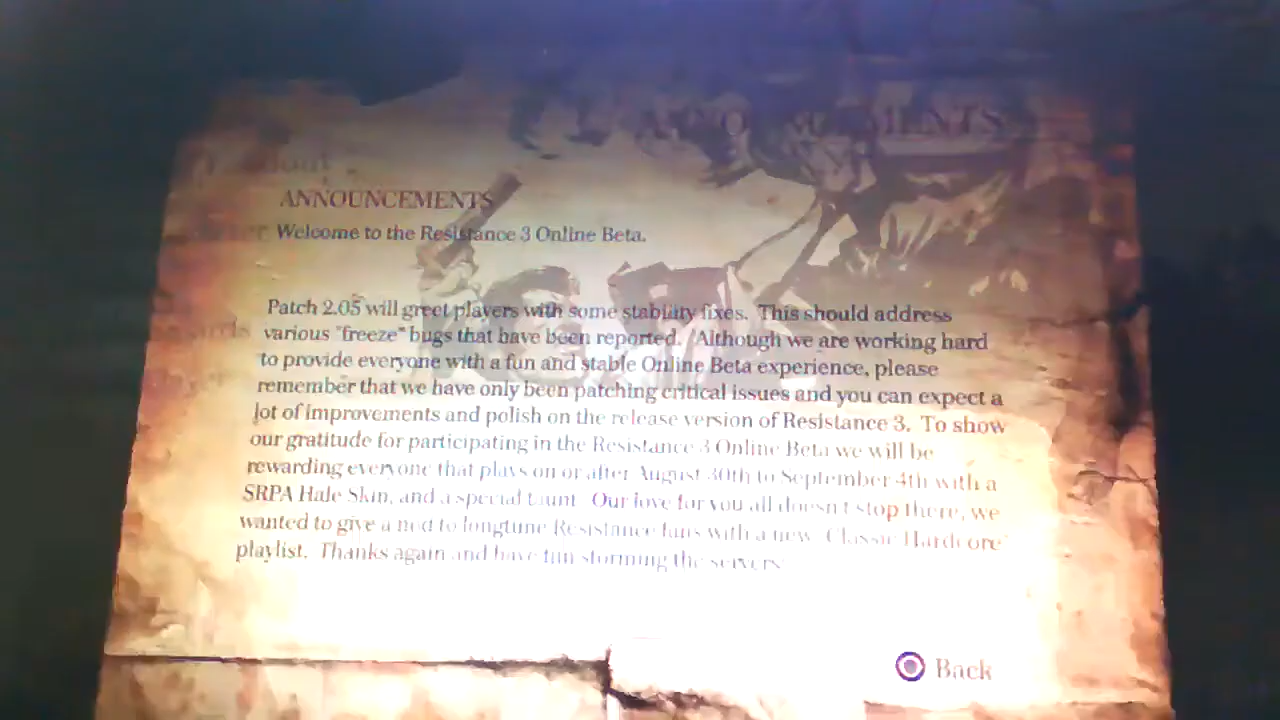 ANNOUNCEMENTS
ANNOUNCEMENTS
Welcome to the Resistance 3 Online Beta.
Patch 2.05 will greet players with some stability fixes. This should address
various "freeze" bugs that have been reported. Although we are working hard
to provide everyone with a fun and stable Online Beta experience, please
remember that we have only been patching critical issues and you can expect a
lot of improvements and polish on the release version of Resistance 3. To show
our gratitude for participating in the Resistance 3 Online Beta we will be
rewarding everyone that plays on or after August 30th to September 4th with a
SRPA Hale Skin, and a special taunt. Our love for you all doesn't stop there, we
wanted to give a nod to longtime Resistance fans with a new "Classic Hardcore"
playlist. Thanks again and have fun storming the servers
Back